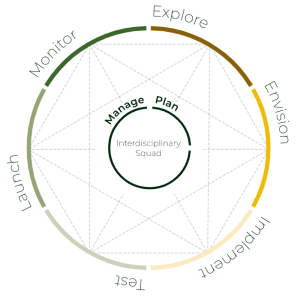 Explore
Envision
Implement
Test
Launch
Monitor
Manage Plan
Interdisciplinary
Squad